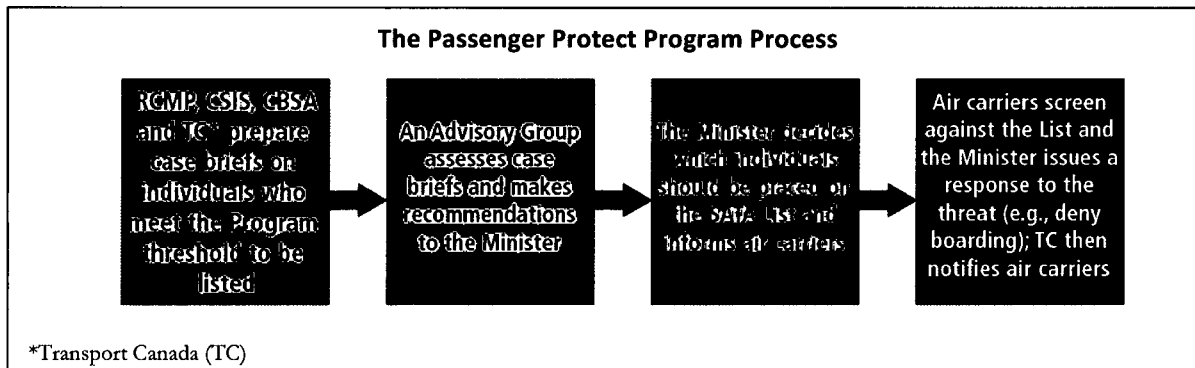 The Passenger Protect Program Process
RCMP, CSIS, CBSA
and TC* prepare
case briefs on
individuals who
meet the Program
threshold to be
listed
An Advisory Group
assesses case
briefs and makes
recommendations
to the Minister
The Minister decides
which individuals
should be placed on
the SATA List and
informs air carriers
Air carriers screen
against the List and
the Minister issues a
response to the
threat (e.g., deny
boarding); TC then
notifies air carriers
*Transport Canada (TC)